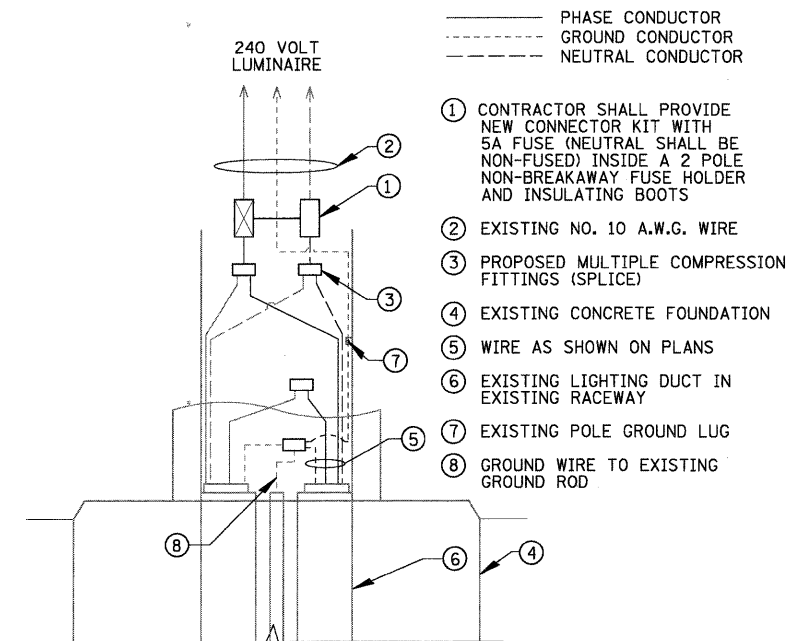 PHASE CONDUCTOR
GROUND CONDUCTOR
NEUTRAL CONDUCTOR
240 VOLT
LUMINAIRE
1 CONTRACTOR SHALL PROVIDE
NEW CONNECTOR KIT WITH
5A FUSE (NEUTRAL SHALL BE
NON-FUSED) INSIDE A 2 POLE
NON-BREAKAWAY FUSE HOLDER
AND INSULATING BOOTS
2 EXISTING NO. 10 A.W.G. WIRE
3 PROPOSED MULTIPLE COMPRESSION
FITTINGS (SPLICE)
4 EXISTING CONCRETE FOUNDATION
5 WIRE AS SHOWN ON PLANS
6 EXISTING LIGHTING DUCT IN
EXISTING RACEWAY
7 EXISTING POLE GROUND LUG
8 GROUND WIRE TO EXISTING
GROUND ROD
2
1
3
7
5
8
6
4